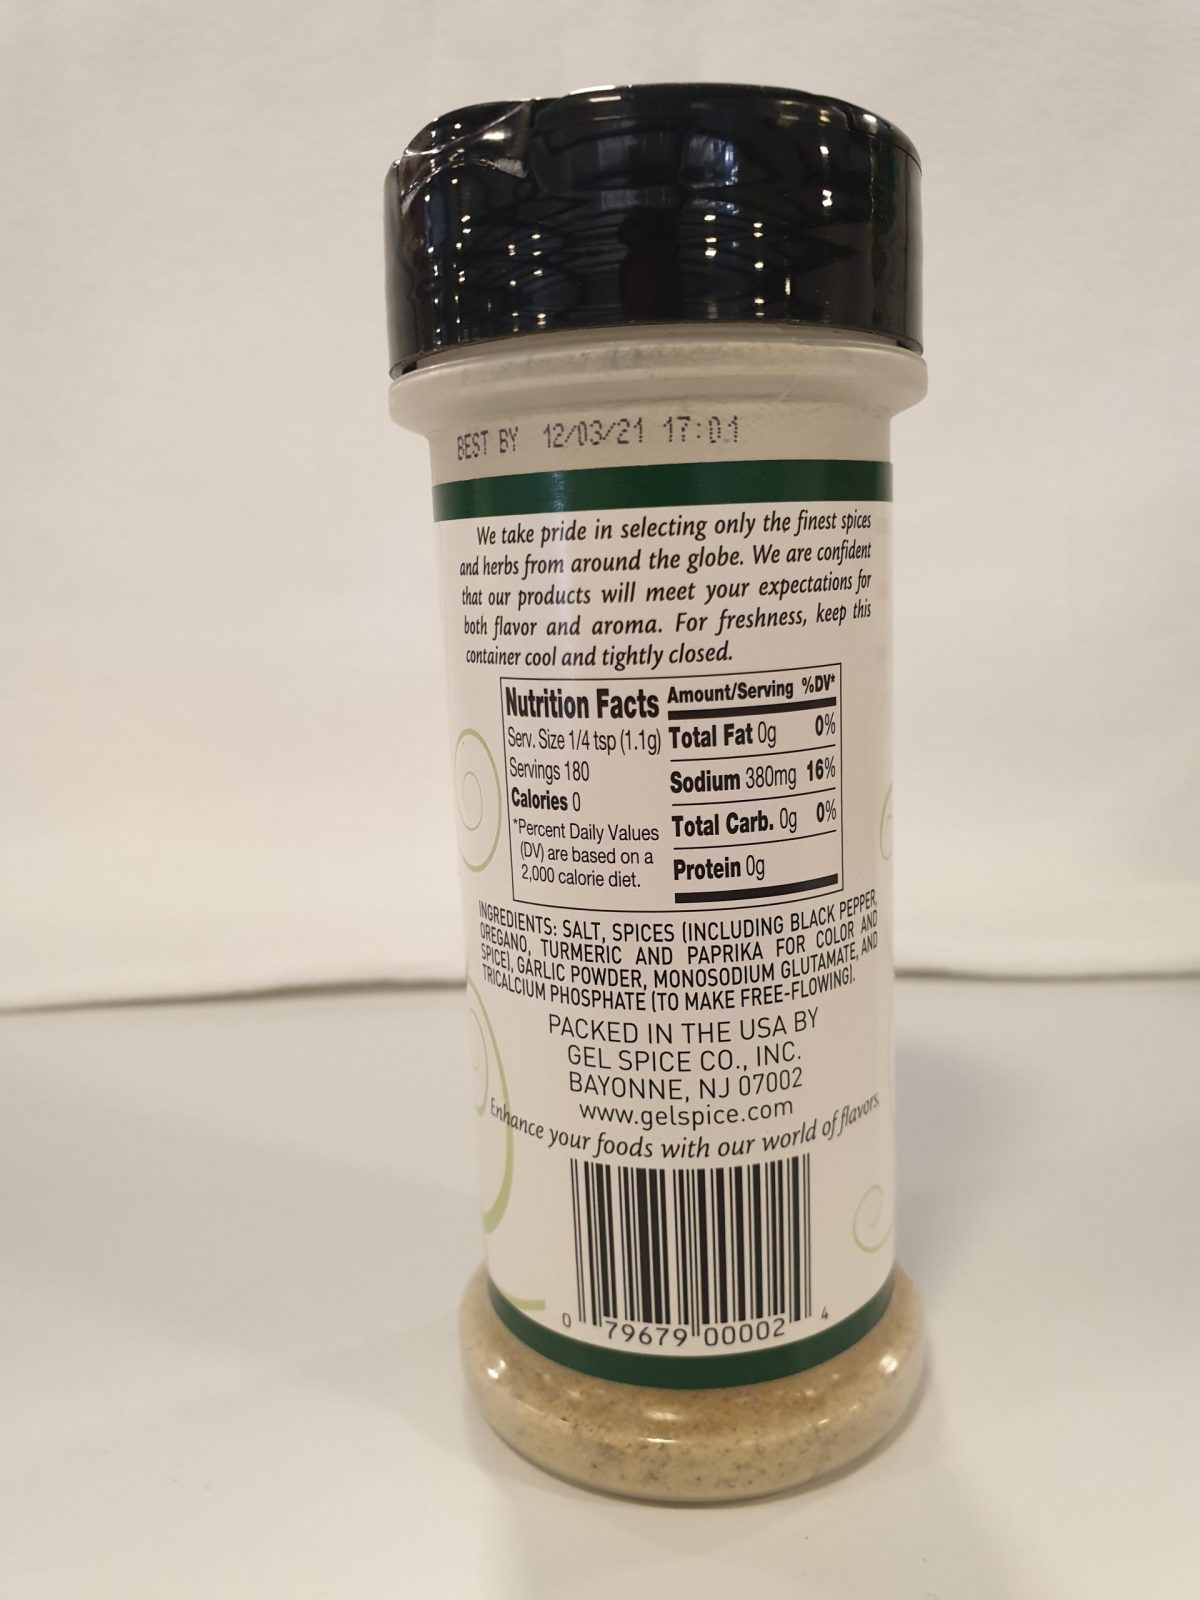 BEST BY 12/03/21 17:01
We take pride in selecting only the finest spices
and herbs from around the globe. We are confident
that our products will meet your expectations for
both flavor and aroma. For freshness, keep this
container cool and tightly closed.
Nutrition Facts
Serv. Size 1/4 tsp (1.1g)
Servings 180
Calories 0
*Percent Daily Values
(DV) are based on a
2,000 calorie diet.
Amount/Serving %DV*
Total Fat 0g 0%
Sodium 380mg 16%
Total Carb. 0g 0%
Protein 0g
INGREDIENTS: SALT, SPICES (INCLUDING BLACK PEPPER,
OREGANO, TURMERIC AND PAPRIKA FOR COLOR AND
SPICE), GARLIC POWDER, MONOSODIUM GLUTAMATE, AND
TRICALCIUM PHOSPHATE (TO MAKE FREE-FLOWING).
PACKED IN THE USA BY
GEL SPICE CO., INC.
BAYONNE, NJ 07002
www.gelspice.com
Enhance your foods with our world of flavors.
0 79679 00002 4